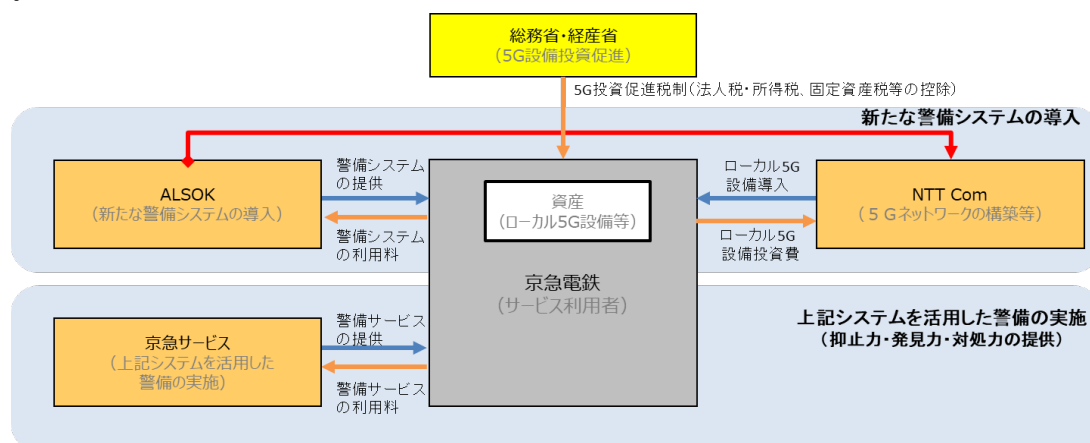 総務省・経産省
（5G設備投資促進）
5G投資促進税制（法人税・所得税、固定資産税等の控除）
新たな警備システムの導入
ALSOK
（新たな警備システムの導入）
警備システム
の提供
警備システム
の利用料
資産
（ローカル5G設備等）
京急電鉄
（サービス利用者）
ローカル5G
設備導入
ローカル5G
設備投資費
NTT Com
（５Ｇネットワークの構築等）
京急サービス
（上記システムを活用した
警備の実施）
警備サービス
の提供
警備サービス
の利用料
上記システムを活用した警備の実施
（抑止力・発見力・対処力の提供）